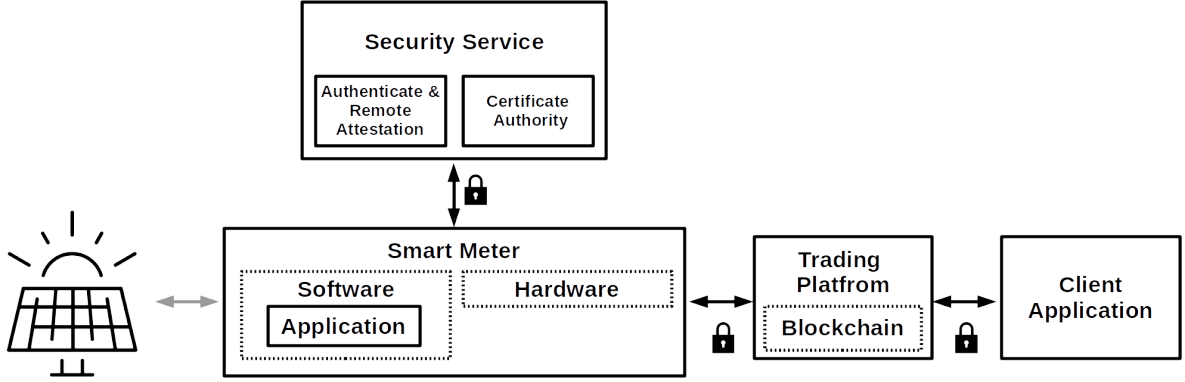 Security Service
Authenticate &
Remote
Attestation
Certificate
Authority
Smart Meter
Software
Application
Hardware
Trading
Platfrom
Blockchain
Client
Application